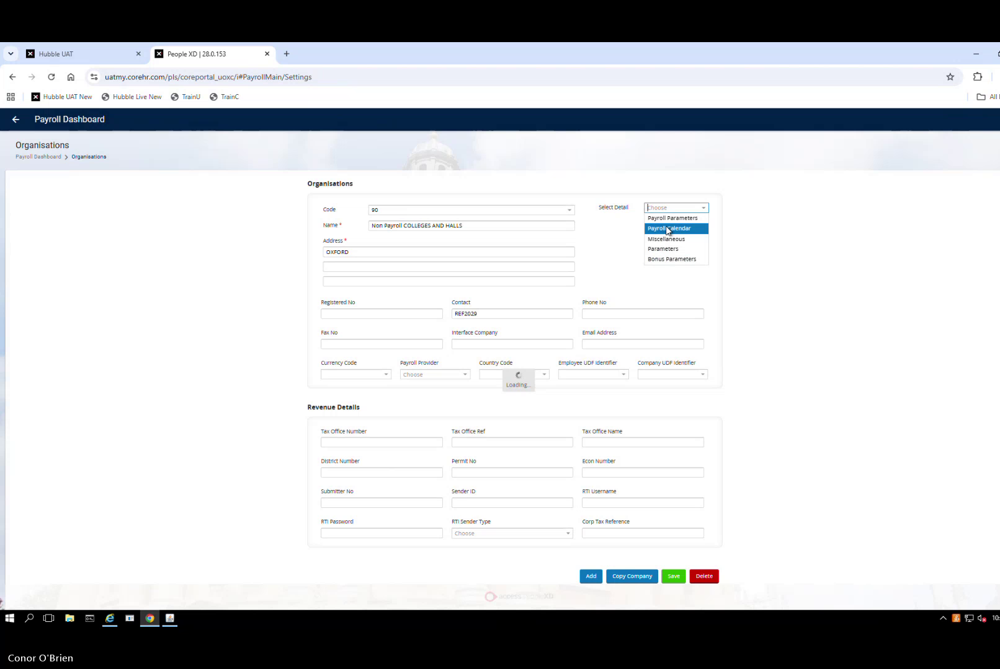 Hubble UAT
People XD | 28.0.153
uatmy.corehr.com/pls/coreportal_uoxc/i#PayrollMain/Settings
Hubble UAT New
Hubble Live New
TrainU
TrainC
All
Payroll Dashboard
Organisations
Payroll Dashboard > Organisations
Organisations
Code
90
Select Detail
Choose
Payroll Parameters
Payroll Calendar
Miscellaneous
Parameters
Bonus Parameters
Name *
Non Payroll COLLEGES AND HALLS
Address *
OXFORD
Registered No
Contact
Phone No
REF2029
Fax No
Interface Company
Email Address
Currency Code
Payroll Provider
Country Code
Employee UDF Identifier
Company UDF Identifier
Choose
Loading...
Revenue Details
Tax Office Number
Tax Office Ref
Tax Office Name
District Number
Permit No
Econ Number
Submitter No
Sender ID
RTI Username
RTI Password
RTI Sender Type
Corp Tax Reference
Choose
Add
Copy Company
Save
Delete
10:
Conor O'Brien